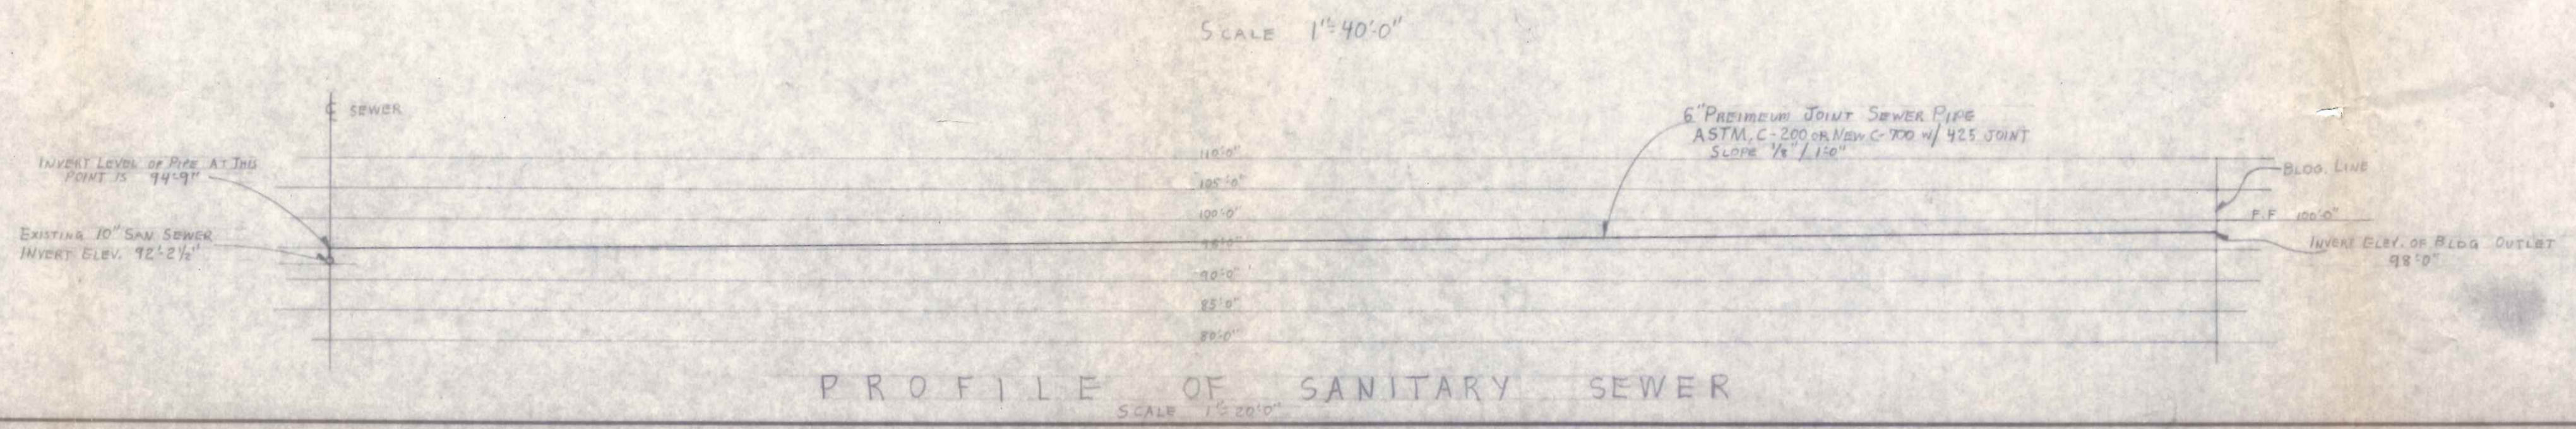 SCALE 1"=40'-0"
℄ SEWER
6" PREIMEUM JOINT SEWER PIPE
ASTM, C-200 OR NEW C-700 W/ 425 JOINT
SLOPE 1/8" / 1'-0"
INVERT LEVEL OF PIPE AT THIS
POINT IS 94'-9"
110'-0"
105'-0"
100'-0"
95'-0"
90'-0"
85'-0"
80'-0"
BLDG. LINE
F.F 100'-0"
EXISTING 10" SAN SEWER
INVERT ELEV. 92'-2½"
INVERT ELEV. OF BLDG OUTLET
98'-0"
PROFILE OF SANITARY SEWER
SCALE 1"=20'-0"